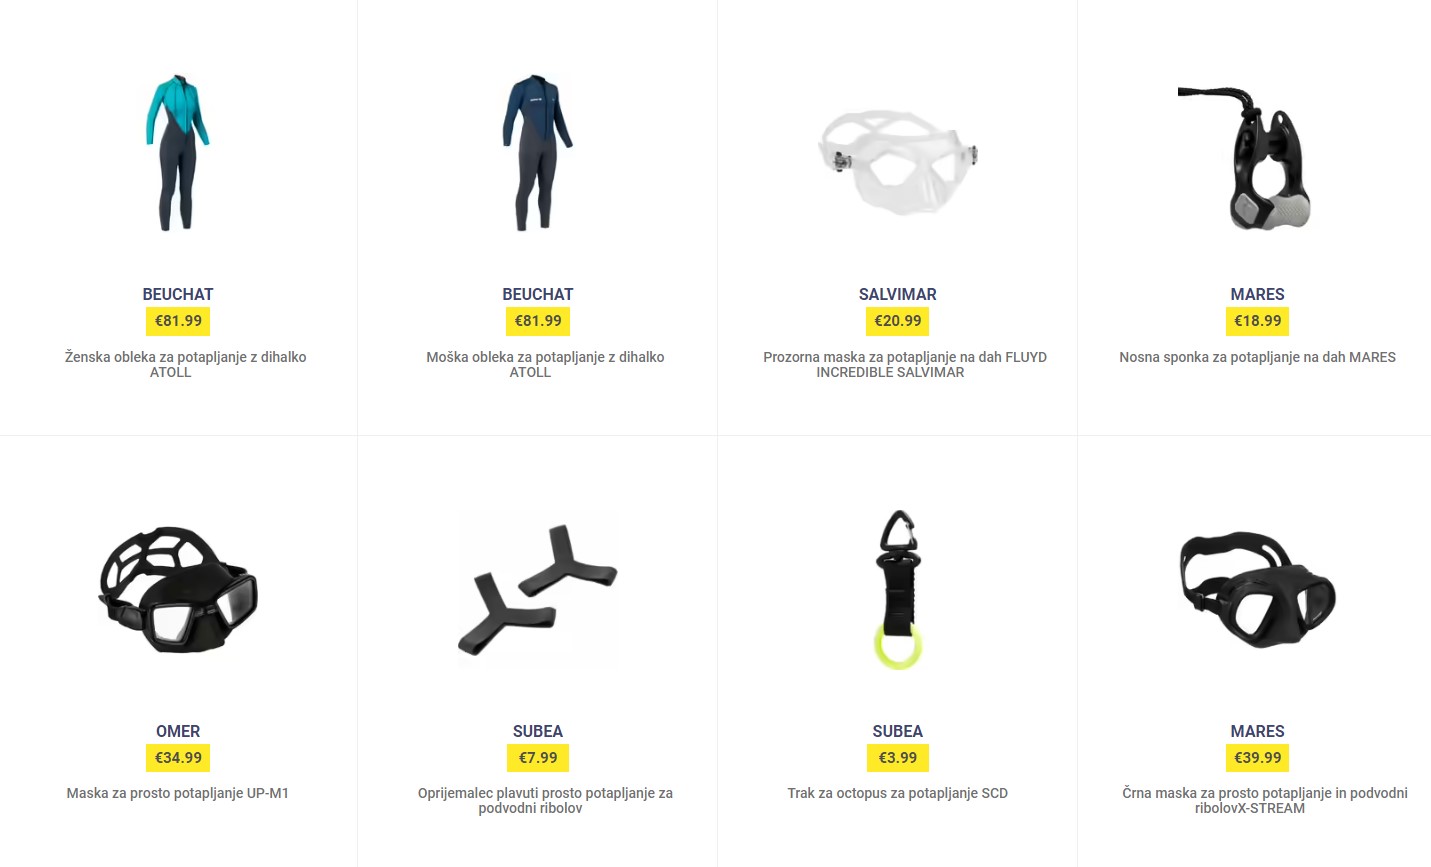 BEUCHAT
€81.99
Ženska obleka za potapljanje z dihalko
ATOLL
BEUCHAT
€81.99
Moška obleka za potapljanje z dihalko
ATOLL
SALVIMAR
€20.99
Prozorna maska za potapljanje na dah FLUYD
INCREDIBLE SALVIMAR
MARES
€18.99
Nosna sponka za potapljanje na dah MARES
OMER
€34.99
Maska za prosto potapljanje UP-M1
SUBEA
€7.99
Oprijemalec plavuti prosto potapljanje za
podvodni ribolov
SUBEA
€3.99
Trak za octopus za potapljanje SCD
MARES
€39.99
Črna maska za prosto potapljanje in podvodni
ribolovX-STREAM